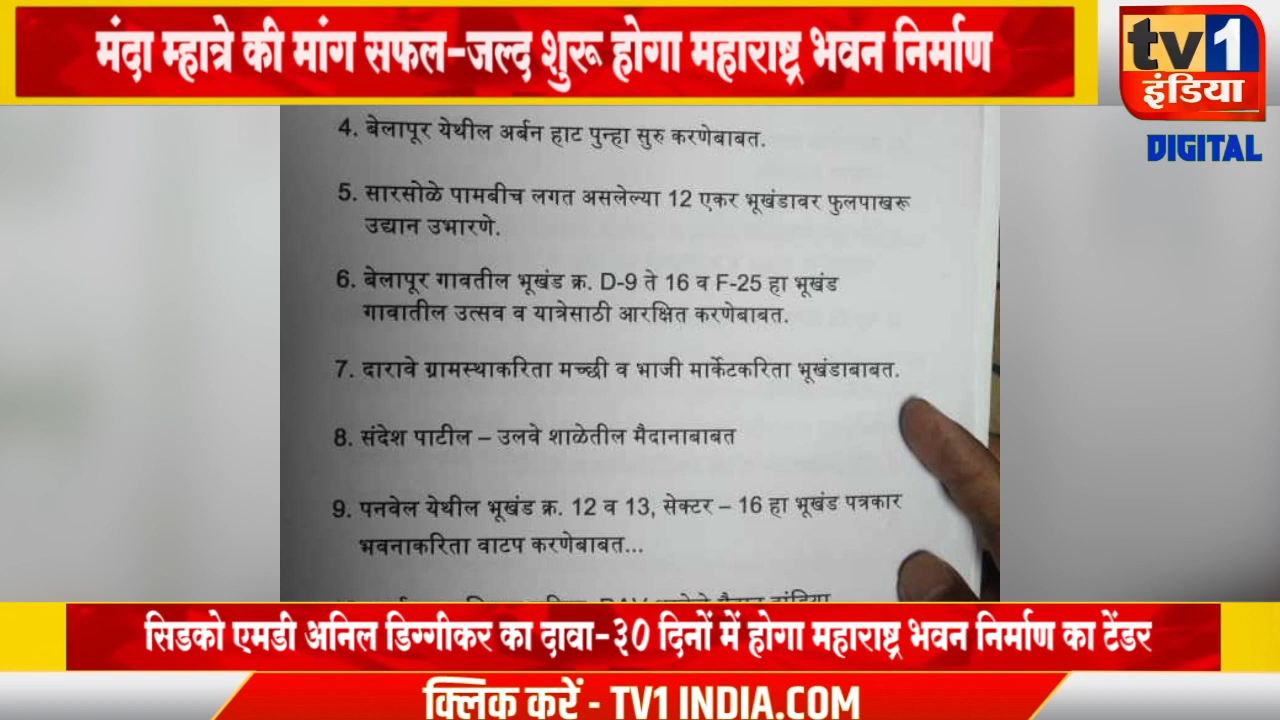 मंदा म्हात्रे की मांग सफल-जल्द शुरू होगा महाराष्ट्र भवन निर्माण
tv1
इंडिया
DIGITAL
4. बेलापूर येथील अर्बन हाट पुन्हा सुरु करणेबाबत.
5. सारसोळे पामबीच लगत असलेल्या 12 एकर भूखंडावर फुलपाखरू
उद्यान उभारणे.
6. बेलापूर गावतील भूखंड क्र. D-9 ते 16 व F-25 हा भूखंड
गावातील उत्सव व यात्रेसाठी आरक्षित करणेबाबत.
7. दारावे ग्रामस्थाकरिता मच्छी व भाजी मार्केटकरिता भूखंडाबाबत.
8. संदेश पाटील – उलवे शाळेतील मैदानाबाबत
9. पनवेल येथील भूखंड क्र. 12 व 13, सेक्टर – 16 हा भूखंड पत्रकार
भवनाकरिता वाटप करणेबाबत...
सिडको एमडी अनिल डिग्गीकर का दावा-३0 दिनों में होगा महाराष्ट्र भवन निर्माण का टेंडर
क्लिक करें - TV1 INDIA.COM